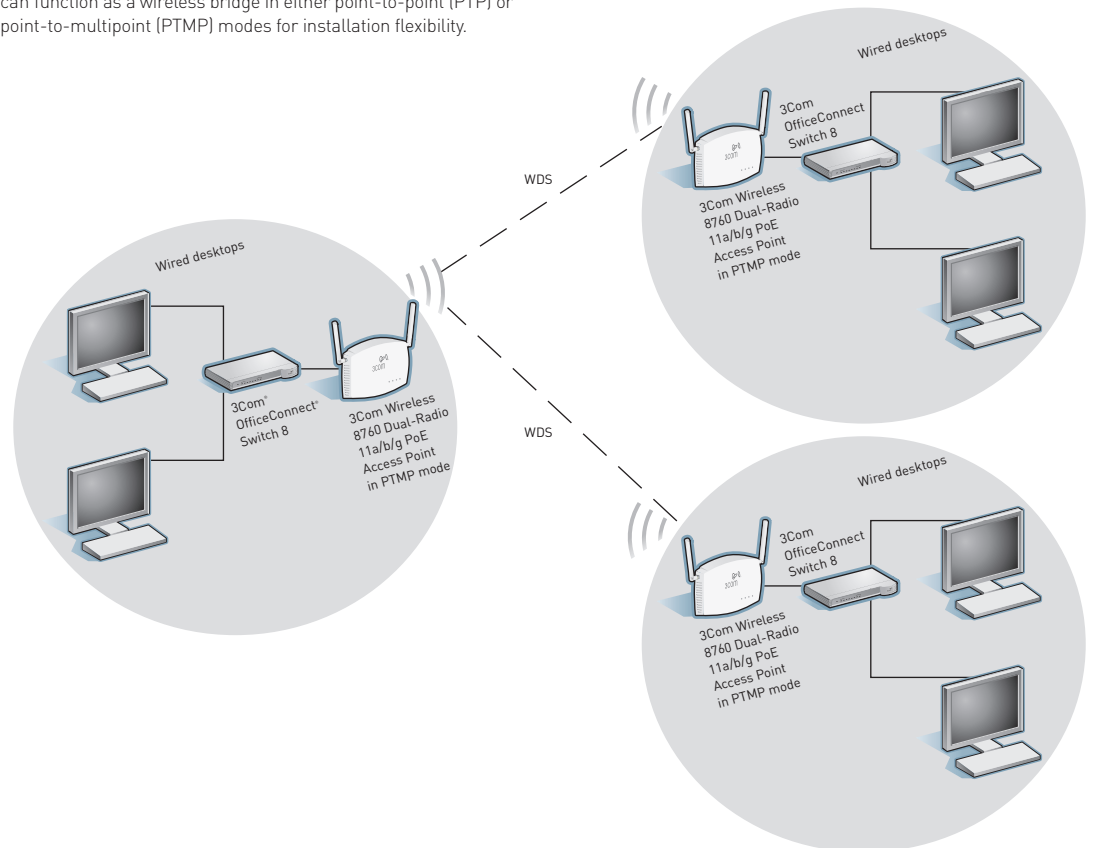 can function as a wireless bridge in either point-to-point (PTP) or
point-to-multipoint (PTMP) modes for installation flexibility.
Wired desktops
3Com
OfficeConnect
Switch 8
3com
3Com Wireless
8760 Dual-Radio
11a/b/g PoE
Access Point
in PTMP mode
WDS
Wired desktops
3Com®
OfficeConnect®
Switch 8
3com
3Com Wireless
8760 Dual-Radio
11a/b/g PoE
Access Point
in PTMP mode
WDS
Wired desktops
3Com
OfficeConnect
Switch 8
3com
3Com Wireless
8760 Dual-Radio
11a/b/g PoE
Access Point
in PTMP mode